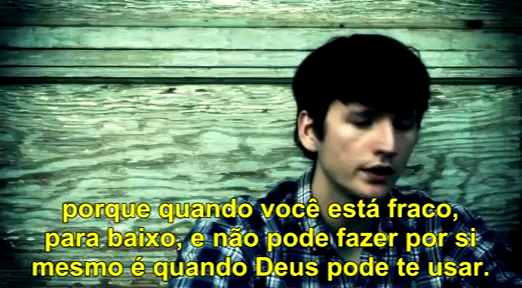 porque quando você está fraco,
para baixo, e não pode fazer por si
mesmo é quando Deus pode te usar.